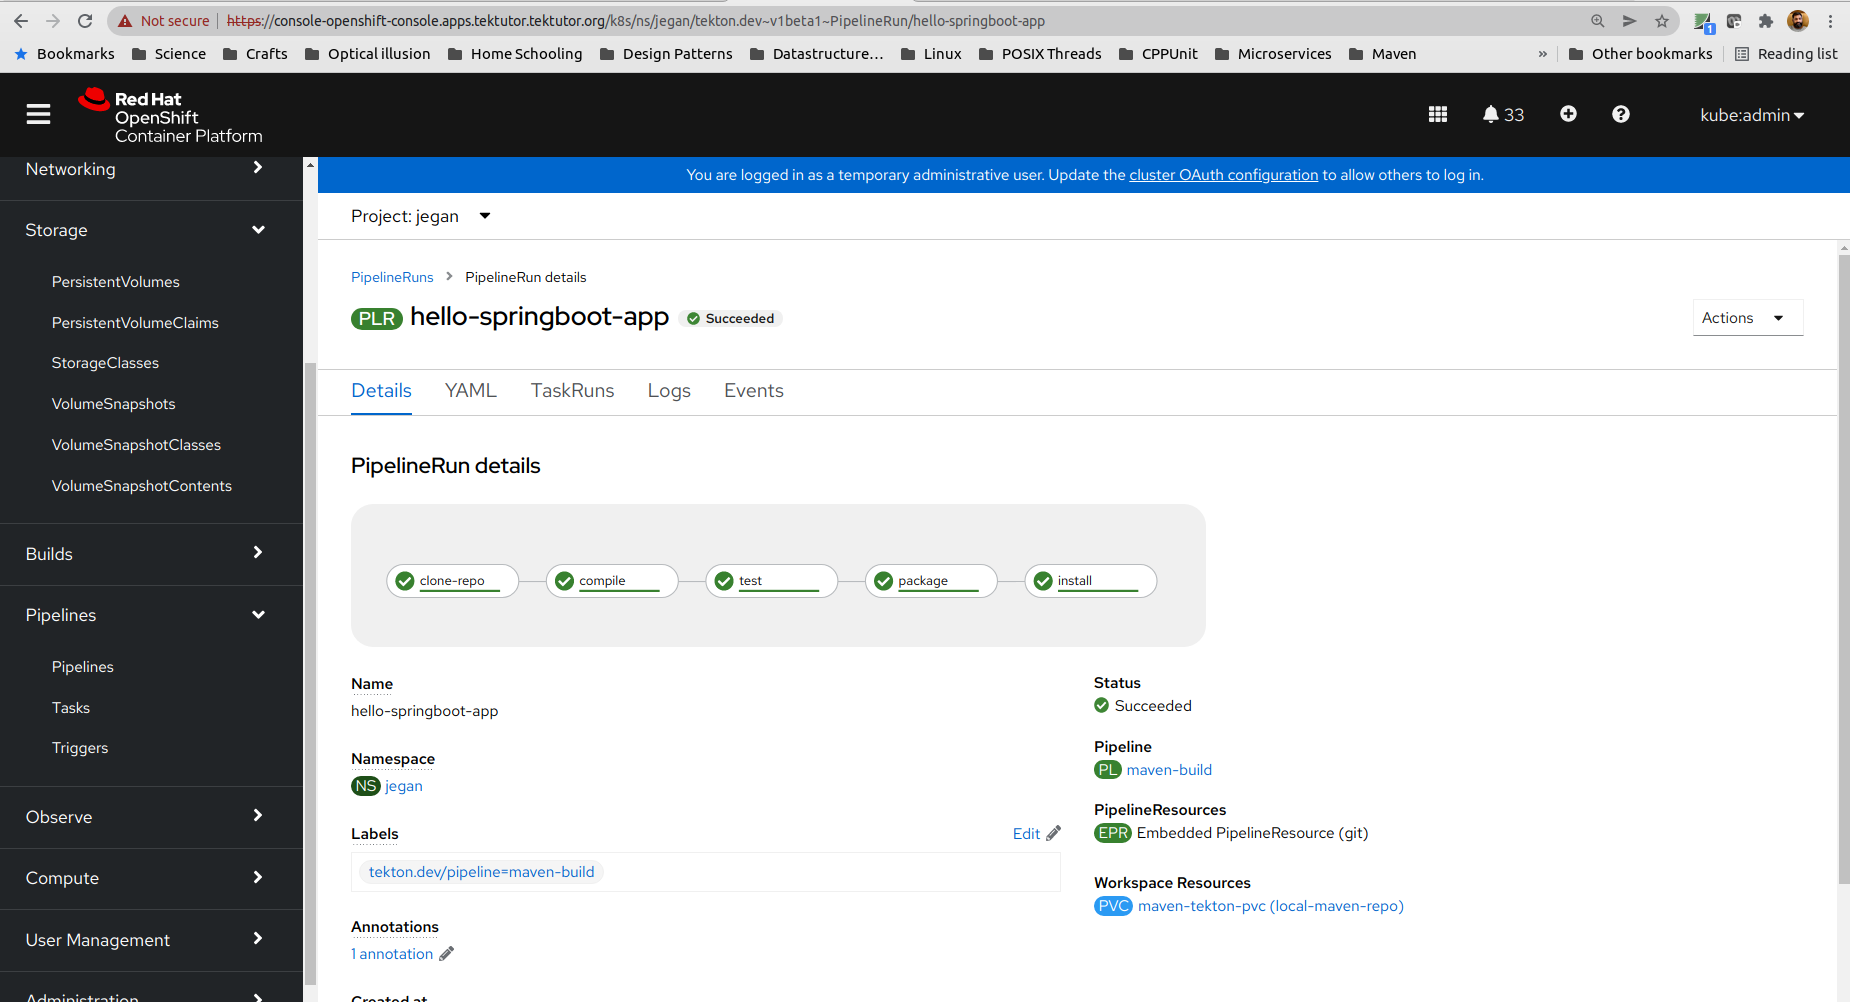 Not secure https://console-openshift-console.apps.tektutor.tektutor.org/k8s/ns/jegan/tekton.dev~v1beta1~PipelineRun/hello-springboot-app 1
Bookmarks Science Crafts Optical illusion Home Schooling Design Patterns Datastructure... Linux POSIX Threads CPPUnit Microservices Maven » Other bookmarks Reading list
Red Hat
OpenShift
Container Platform
33
kube:admin
Networking
Storage
PersistentVolumes
PersistentVolumeClaims
StorageClasses
VolumeSnapshots
VolumeSnapshotClasses
VolumeSnapshotContents
Builds
Pipelines
Pipelines
Tasks
Triggers
Observe
Compute
User Management
Administration
You are logged in as a temporary administrative user. Update the cluster OAuth configuration to allow others to log in.
Project: jegan
PipelineRuns > PipelineRun details
PLR hello-springboot-app Succeeded
Actions
Details YAML TaskRuns Logs Events
PipelineRun details
clone-repo compile test package install
Name
hello-springboot-app
Namespace
NS jegan
Labels
Edit
tekton.dev/pipeline=maven-build
Annotations
1 annotation
Created at
Status
Succeeded
Pipeline
PL maven-build
PipelineResources
EPR Embedded PipelineResource (git)
Workspace Resources
PVC maven-tekton-pvc (local-maven-repo)